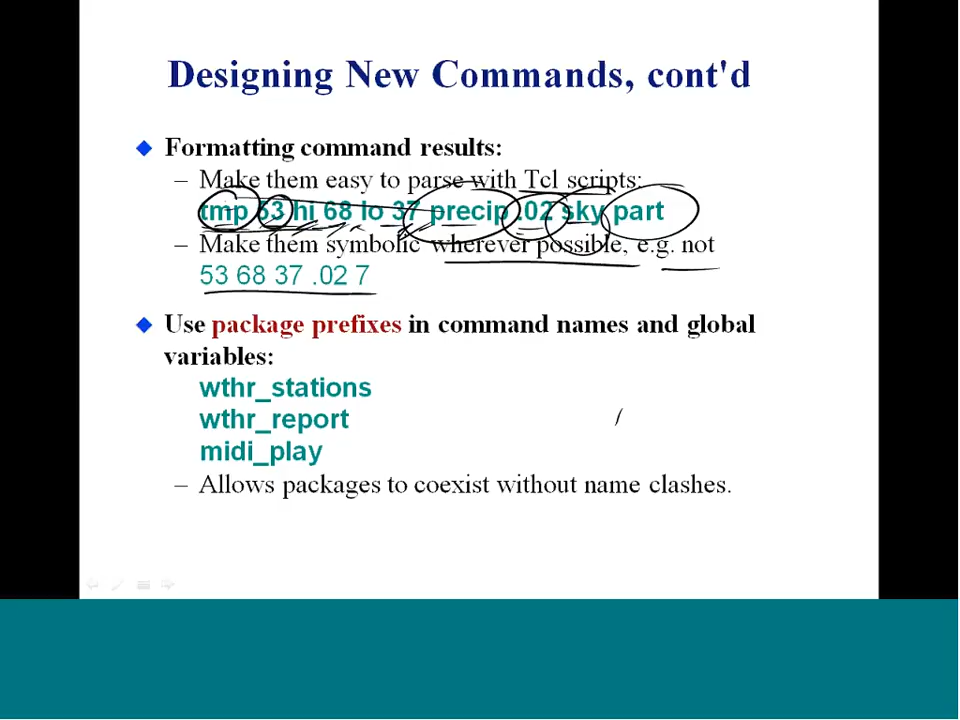 Designing New Commands, cont'd
Formatting command results:
– Make them easy to parse with Tcl scripts:
tmp 53 hi 68 lo 37 precip .02 sky part
– Make them symbolic wherever possible, e.g. not
53 68 37 .02 7
Use package prefixes in command names and global
variables:
wthr_stations
wthr_report
midi_play
– Allows packages to coexist without name clashes.